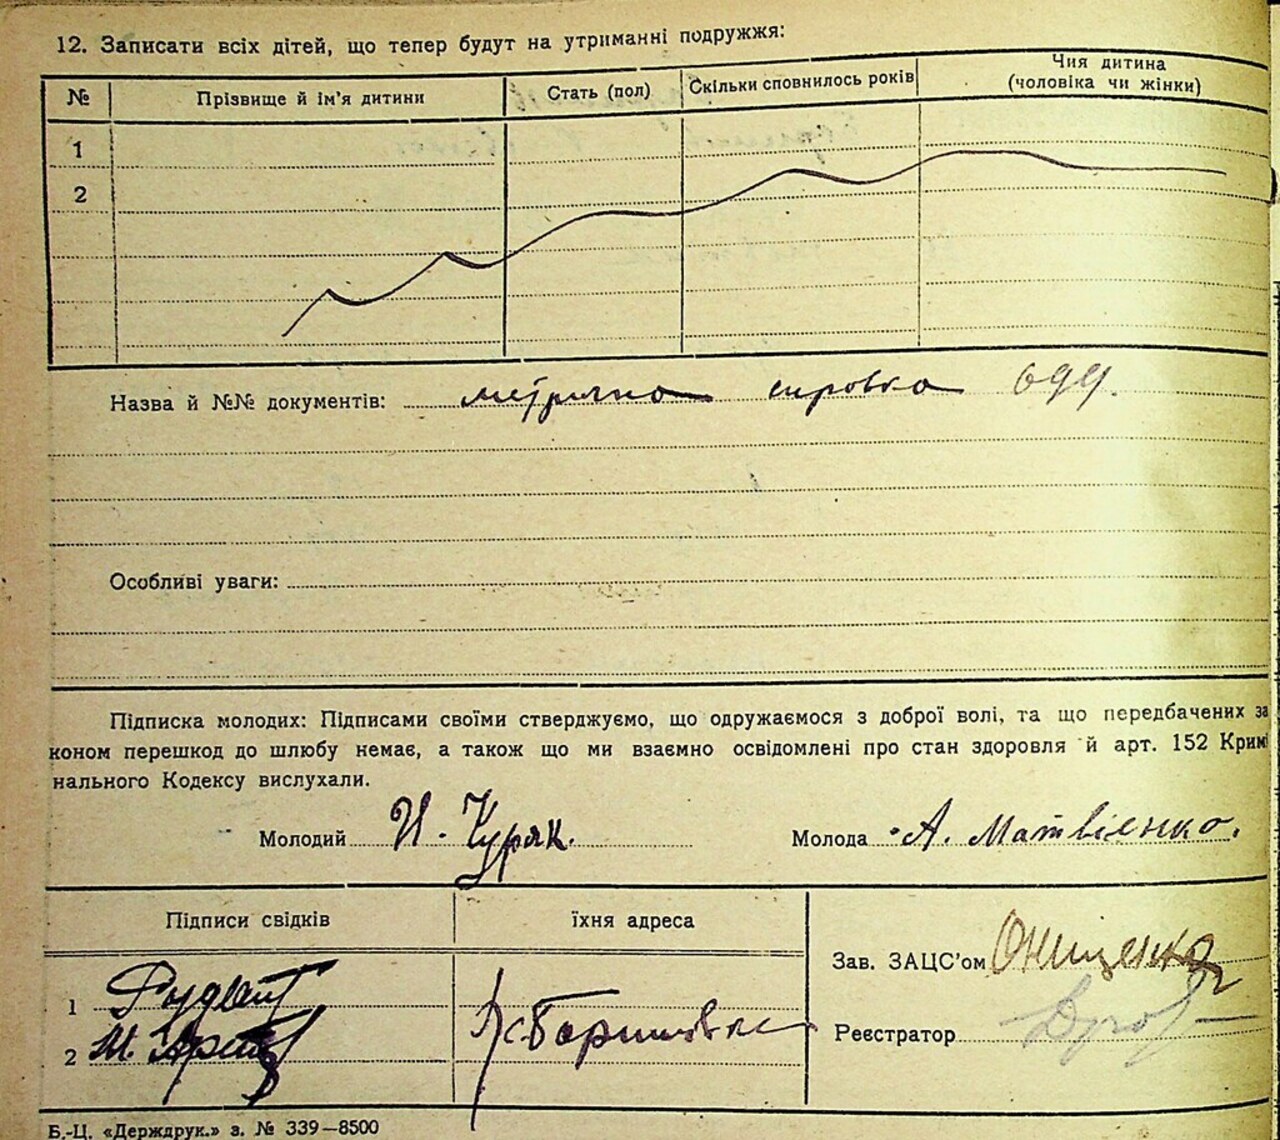 12. Записати всіх дітей, що тепер будут на утриманні подружжя:
№ Прізвище й ім'я дитини Стать (пол) Скільки сповнилось років Чия дитина (чоловіка чи жінки)
1
2
Назва й №№ документів: метрична
Особливі уваги:
Підписка молодих: Підписами своїми стверджуємо, що одружаємося з доброї волі, та що передбачених за
коном перешкод до шлюбу немає, а також що ми взаємно освідомлені про стан здоровля й арт. 152 Кримі
нального Кодексу вислухали.
Молодий И. Куряк. Молода А. Матвіенко.
Підписи свідків їхня адреса
Зав. ЗАЦС'ом Онищенко
1
Реєстратор
2 М.
Б.-Ц. «Держдрук.» з. № 339—8500